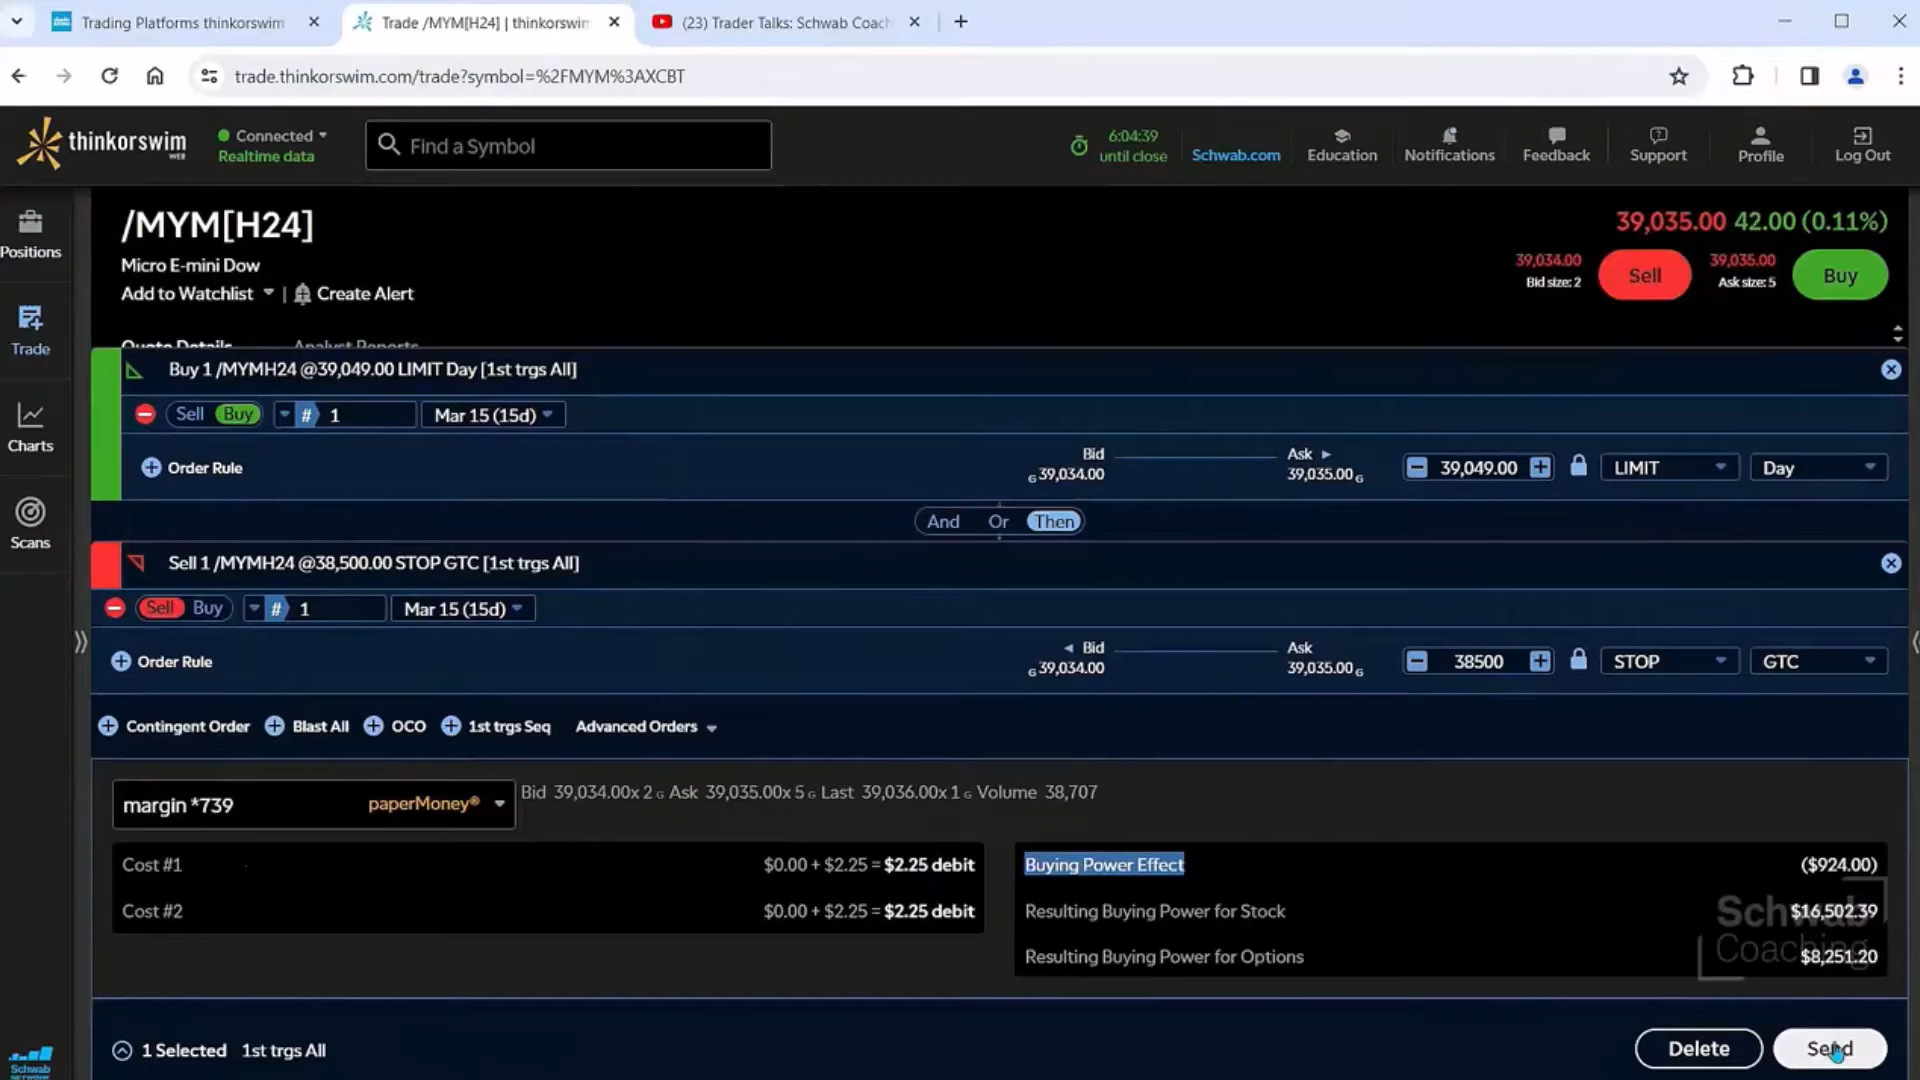 Trading Platforms thinkorswim
Trade /MYM[H24] | thinkorswim
(23) Trader Talks: Schwab Coac
trade.thinkorswim.com/trade?symbol=%2FMYM%3AXCBT
thinkorswim
WEB
Connected
Realtime data
Find a Symbol
6:04:39
until close
Schwab.com
Education
Notifications
Feedback
Support
Profile
Log Out
Positions
Trade
Charts
Scans
Schwab
NETWORK
/MYM[H24]
Micro E-mini Dow
Add to Watchlist | Create Alert
39,035.00 42.00 (0.11%)
39,034.00
Bid size: 2
Sell
39,035.00
Ask size: 5
Buy
Quote Details Analyst Reports
Buy 1 /MYMH24 @39,049.00 LIMIT Day [1st trgs All]
Sell Buy # 1 Mar 15 (15d)
Order Rule
Bid
G 39,034.00
Ask
39,035.00 G
39,049.00
LIMIT
Day
And Or Then
Sell 1 /MYMH24 @38,500.00 STOP GTC [1st trgs All]
Sell Buy # 1 Mar 15 (15d)
Order Rule
Bid
G 39,034.00
Ask
39,035.00 G
38500
STOP
GTC
Contingent Order Blast All OCO 1st trgs Seq Advanced Orders
margin *739 paperMoney®
Bid 39,034.00x 2 G Ask 39,035.00x 5 G Last 39,036.00x 1 G Volume 38,707
Cost #1 $0.00 + $2.25 = $2.25 debit
Cost #2 $0.00 + $2.25 = $2.25 debit
Buying Power Effect ($924.00)
Resulting Buying Power for Stock $16,502.39
Resulting Buying Power for Options $8,251.20
Schwab
Coaching
1 Selected 1st trgs All
Delete
Send